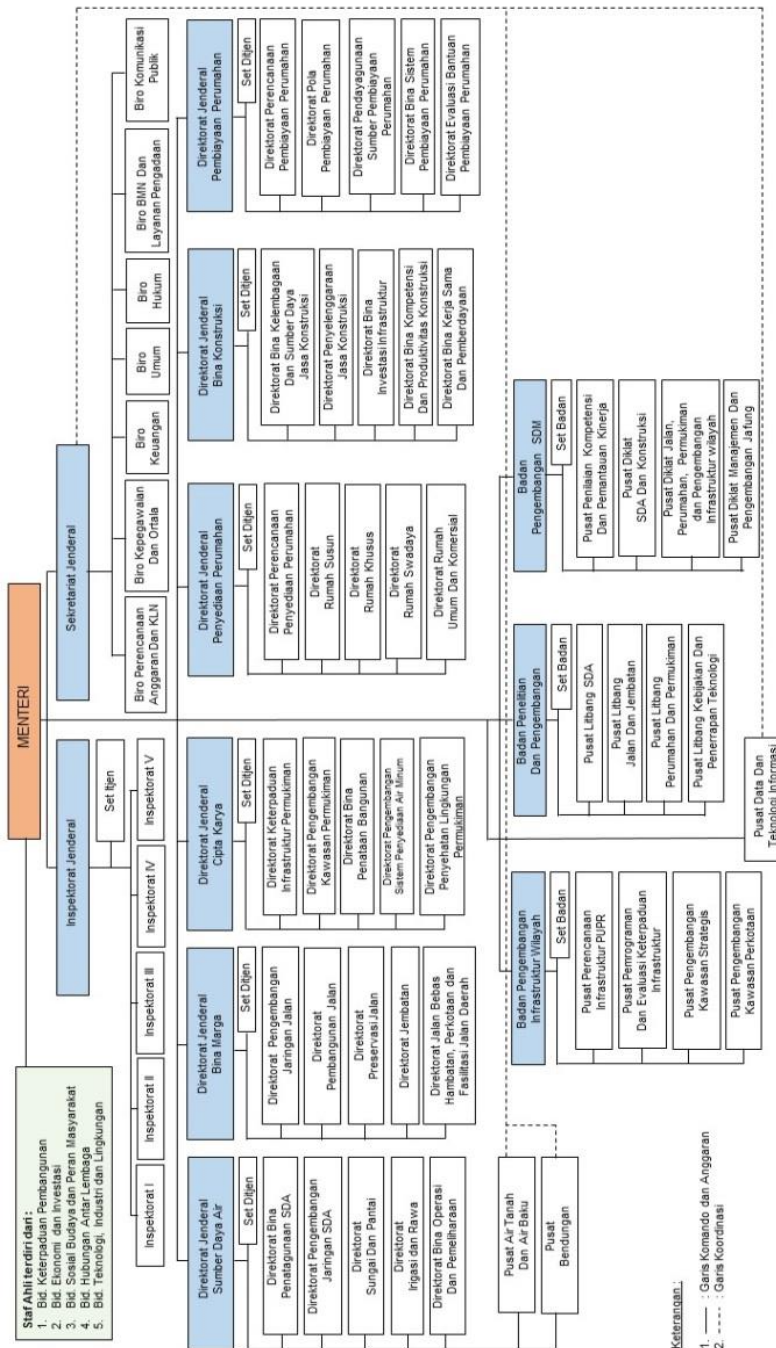 MENTERI
Staf Ahli terdiri dari :
1. Bid. Keterpaduan Pembangunan
2. Bid. Ekonomi dan Investasi
3. Bid. Sosial Budaya dan Peran Masyarakat
4. Bid. Hubungan Antar Lembaga
5. Bid. Teknologi, Industri dan Lingkungan
Inspektorat Jenderal
Set Itjen
Inspektorat I
Inspektorat II
Inspektorat III
Inspektorat IV
Inspektorat V
Sekretariat Jenderal
Biro Perencanaan
Anggaran Dan KLN
Biro Kepegawaian
Dan Ortala
Biro
Keuangan
Biro
Umum
Biro
Hukum
Biro BMN Dan
Layanan Pengadaan
Biro Komunikasi
Publik
Direktorat Jenderal
Sumber Daya Air
Set Ditjen
Direktorat Bina
Penatagunaan SDA
Direktorat Pengembangan
Jaringan SDA
Direktorat
Sungai Dan Pantai
Direktorat
Irigasi dan Rawa
Direktorat Bina Operasi
Dan Pemeliharaan
Pusat Air Tanah
Dan Air Baku
Pusat
Bendungan
Direktorat Jenderal
Bina Marga
Set Ditjen
Direktorat Pengembangan
Jaringan Jalan
Direktorat
Pembangunan Jalan
Direktorat
Preservasi Jalan
Direktorat Jembatan
Direktorat Jalan Bebas
Hambatan, Perkotaan dan
Fasilitasi Jalan Daerah
Direktorat Jenderal
Cipta Karya
Set Ditjen
Direktorat Keterpaduan
Infrastruktur Permukiman
Direktorat Pengembangan
Kawasan Permukiman
Direktorat Bina
Penataan Bangunan
Direktorat Pengembangan
Sistem Penyediaan Air Minum
Direktorat Pengembangan
Penyehatan Lingkungan
Permukiman
Direktorat Jenderal
Penyediaan Perumahan
Set Ditjen
Direktorat Perencanaan
Penyediaan Perumahan
Direktorat
Rumah Susun
Direktorat
Rumah Khusus
Direktorat
Rumah Swadaya
Direktorat Rumah
Umum Dan Komersial
Direktorat Jenderal
Bina Konstruksi
Set Ditjen
Direktorat Bina Kelembagaan
Dan Sumber Daya
Jasa Konstruksi
Direktorat Penyelenggaraan
Jasa Konstruksi
Direktorat Bina
Investasi Infrastruktur
Direktorat Bina Kompetensi
Dan Produktivitas Konstruksi
Direktorat Bina Kerja Sama
Dan Pemberdayaan
Direktorat Jenderal
Pembiayaan Perumahan
Set Ditjen
Direktorat Perencanaan
Pembiayaan Perumahan
Direktorat Pola
Pembiayaan Perumahan
Direktorat Pendayagunaan
Sumber Pembiayaan
Perumahan
Direktorat Bina Sistem
Pembiayaan Perumahan
Direktorat Evaluasi Bantuan
Pembiayaan Perumahan
Badan Pengembangan
Infrastruktur Wilayah
Set Badan
Pusat Perencanaan
Infrastruktur PUPR
Pusat Pemrograman
Dan Evaluasi Keterpaduan
Infrastruktur
Pusat Pengembangan
Kawasan Strategis
Pusat Pengembangan
Kawasan Perkotaan
Badan Penelitian
Dan Pengembangan
Set Badan
Pusat Litbang SDA
Pusat Litbang
Jalan Dan Jembatan
Pusat Litbang
Perumahan Dan Permukiman
Pusat Litbang Kebijakan Dan
Penerrapan Teknologi
Badan
Pengembangan SDM
Set Badan
Pusat Penilaian Kompetensi
Dan Pemantauan Kinerja
Pusat Diklat
SDA Dan Konstruksi
Pusat Diklat Jalan,
Perumahan, Permukiman
dan Pengembangan
Infrastruktur wilayah
Pusat Diklat Manajemen Dan
Pengembangan Jafung
Pusat Data Dan
Teknologi Informasi
Keterangan :
1. —— : Garis Komando dan Anggaran
2. ----- : Garis Koordinasi